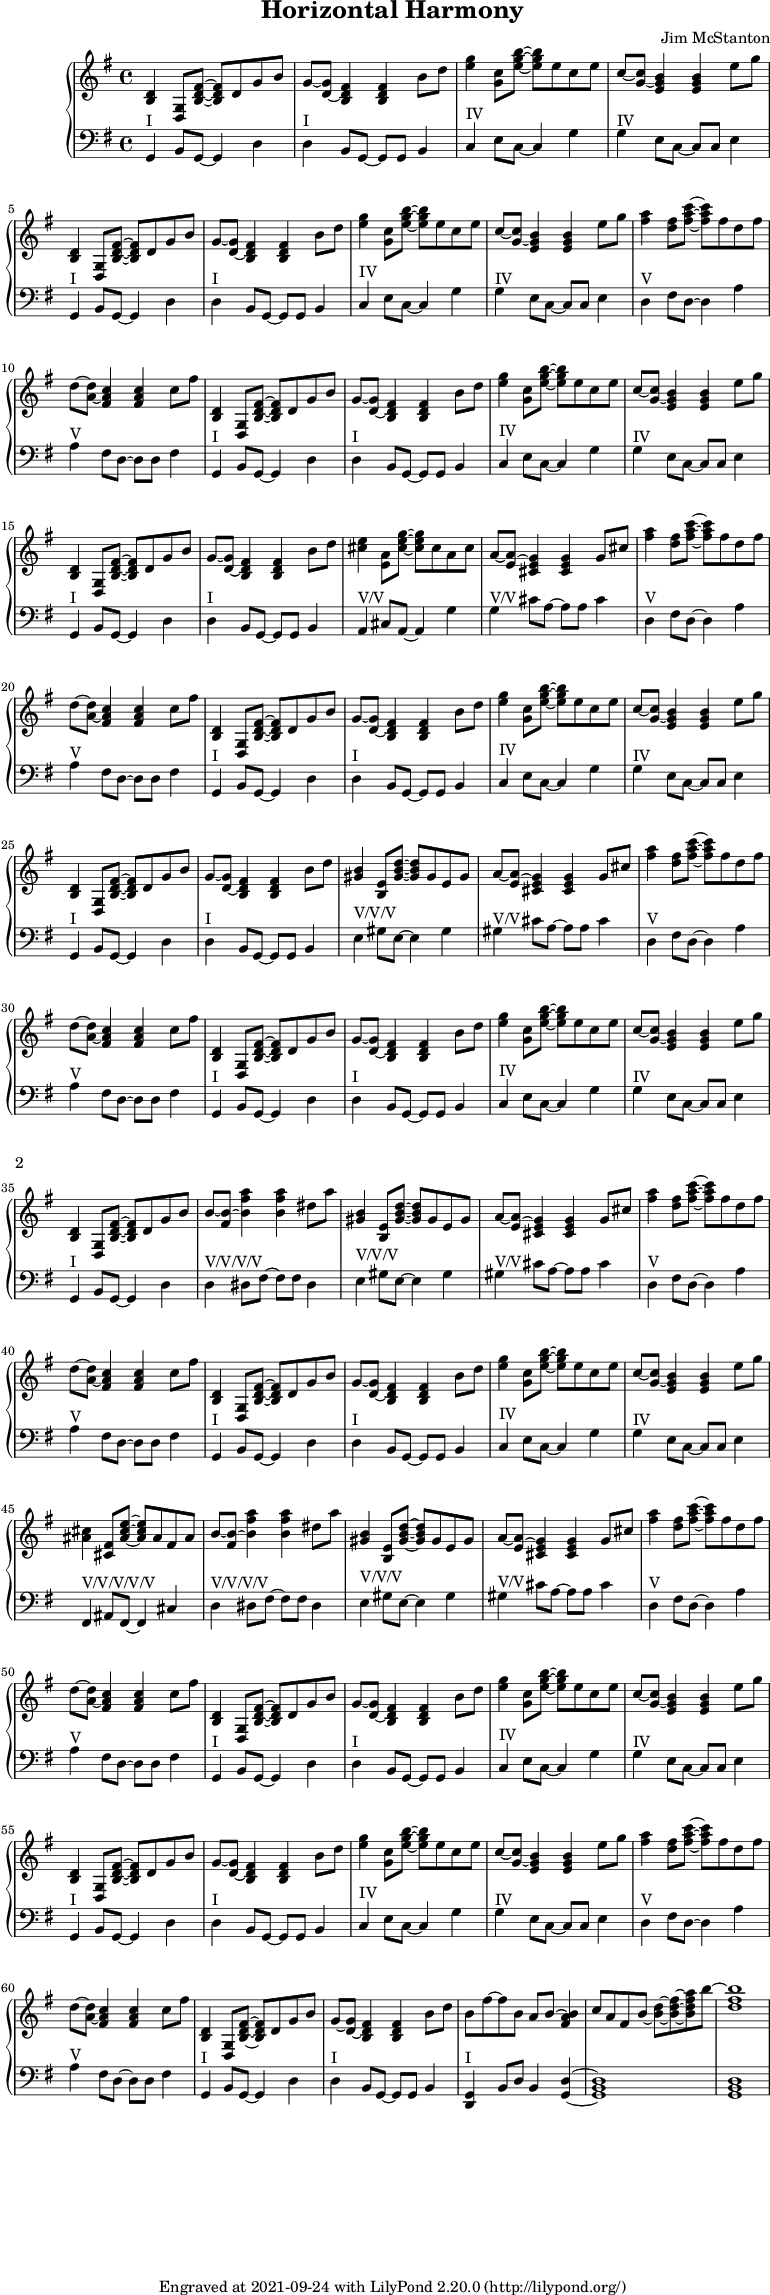 Horizontal Harmony
Jim McStanton
I I IV IV
5
I I IV IV V
10
V I I IV IV
15
I I V/V V/V V
20
V I I IV IV
25
I I V/V/V V/V V
30
V I I IV IV
2
35
I V/V/V/V V/V/V V/V V
40
V I I IV IV
45
V/V/V/V/V V/V/V/V V/V/V V/V V
50
V I I IV IV
55
I I IV IV V
60
V I I I
Engraved at 2021-09-24 with LilyPond 2.20.0 (http://lilypond.org/)